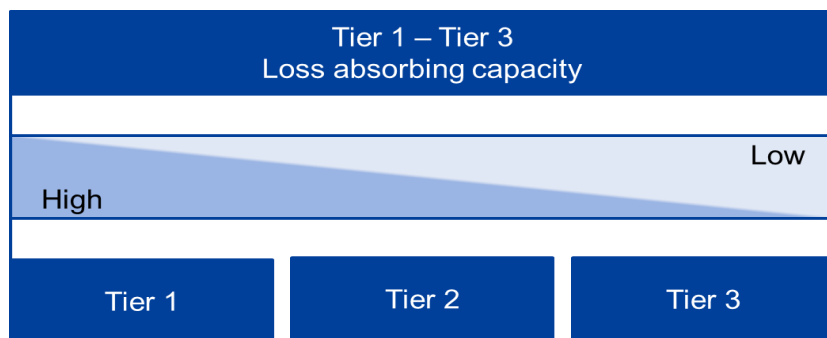 Tier 1 – Tier 3
Loss absorbing capacity
Low
High
Tier 1
Tier 2
Tier 3